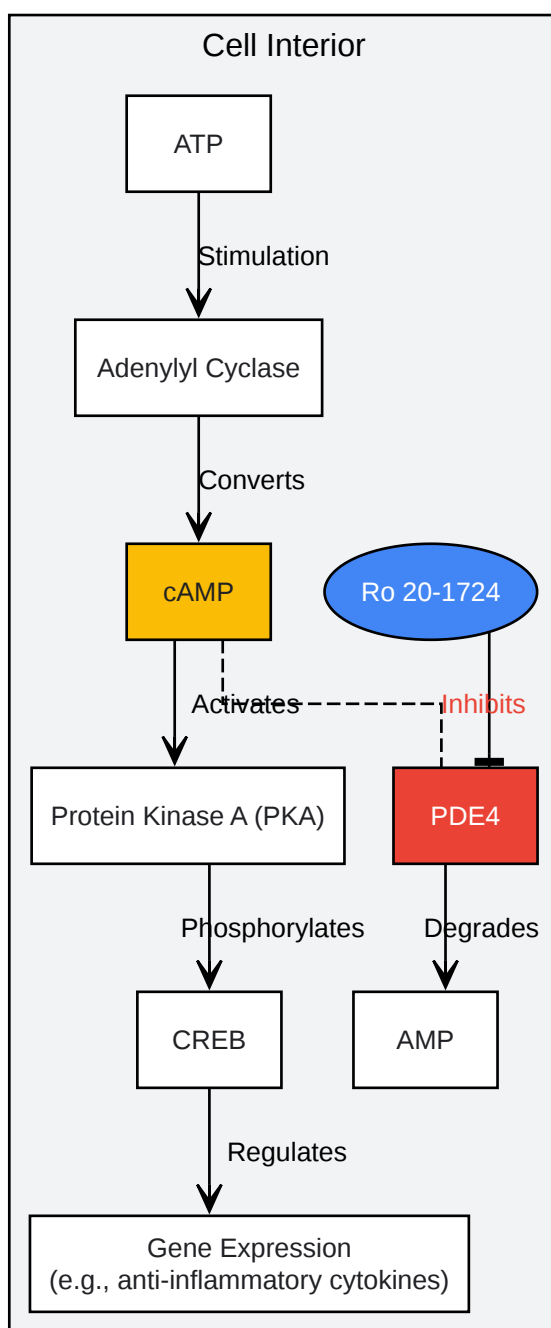 Cell Interior
ATP
Stimulation
Adenylyl Cyclase
Converts
cAMP
Ro 20-1724
Activates
Inhibits
Protein Kinase A (PKA)
PDE4
Phosphorylates
Degrades
CREB
AMP
Regulates
Gene Expression
(e.g., anti-inflammatory cytokines)